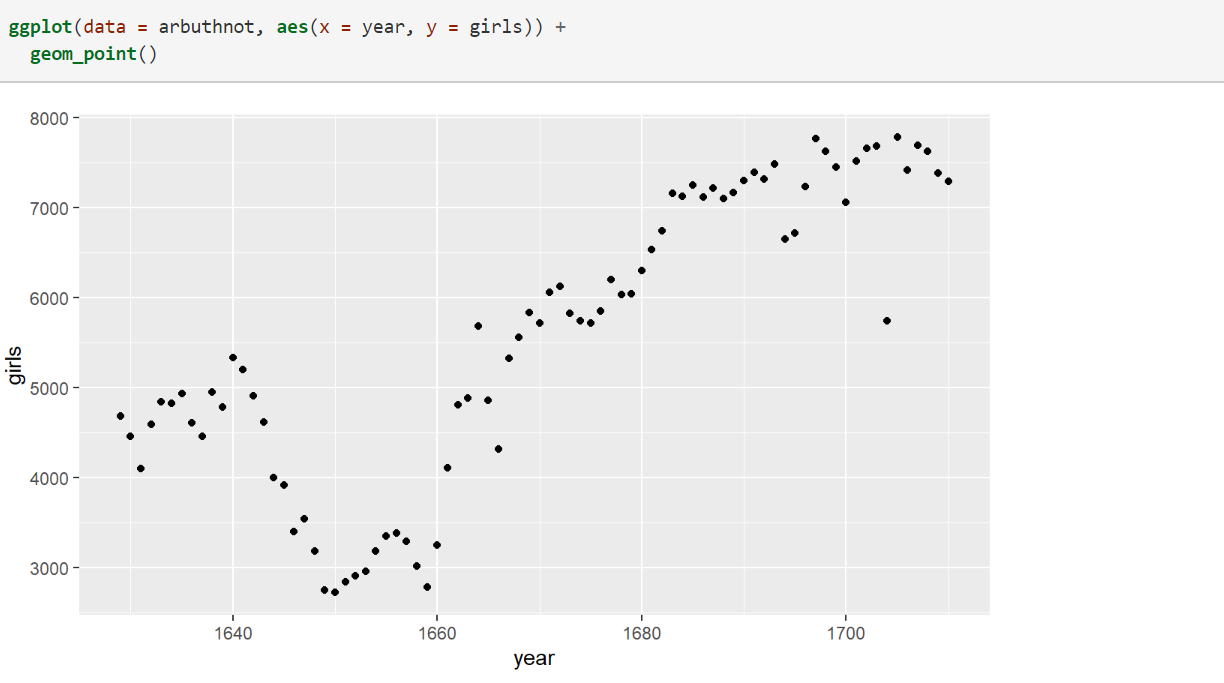 ggplot(data = arbuthnot, aes(x = year, y = girls)) +
  geom_point()
8000
7000
6000
5000
4000
3000
girls
1640 1660 1680 1700
year